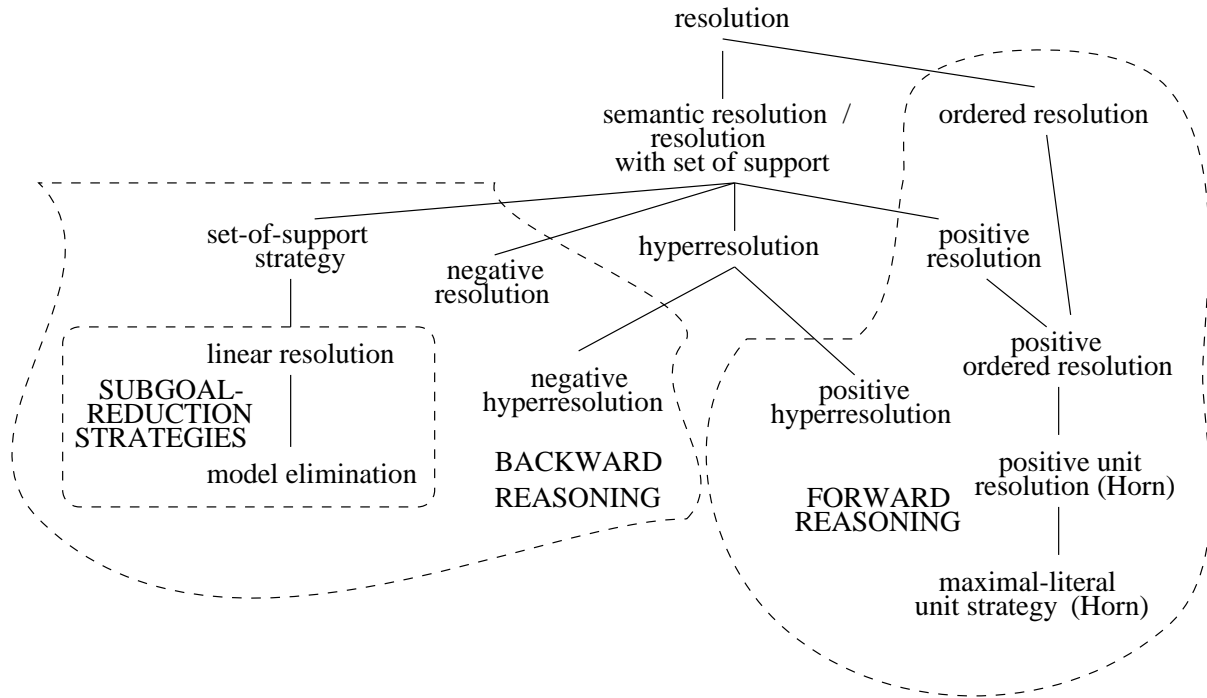 resolution
semantic resolution /
resolution
with set of support
ordered resolution
set-of-support
strategy
negative
resolution
hyperresolution
positive
resolution
linear resolution
SUBGOAL-
REDUCTION
STRATEGIES
model elimination
negative
hyperresolution
positive
hyperresolution
positive
ordered resolution
BACKWARD
REASONING
FORWARD
REASONING
positive unit
resolution (Horn)
maximal-literal
unit strategy (Horn)